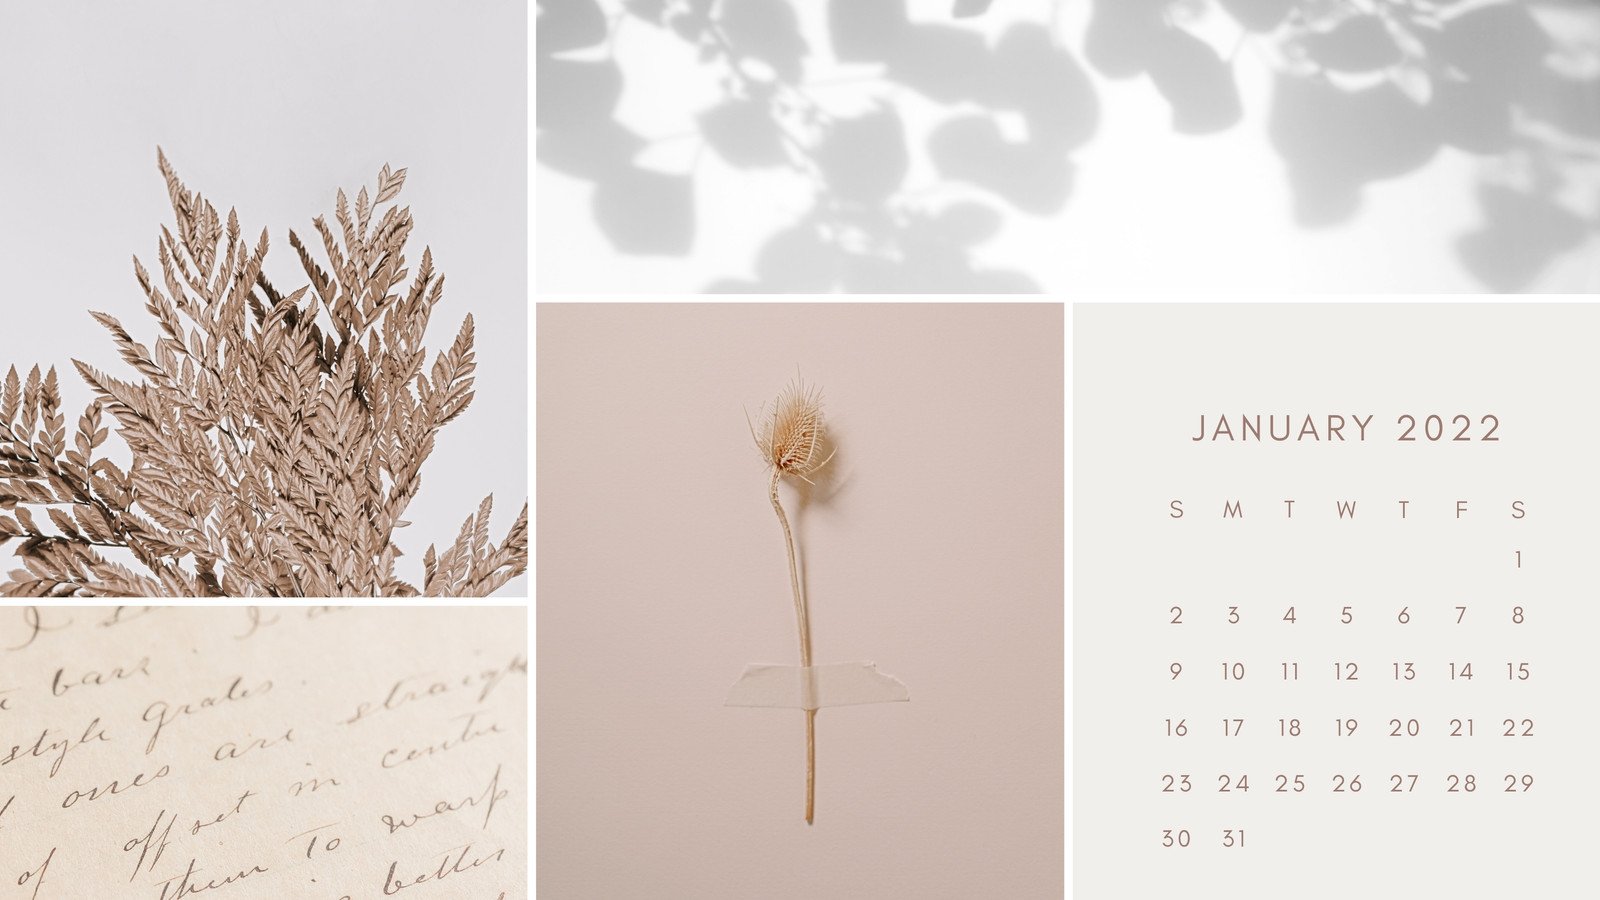 bars
style grates
ones are straight
offset in centre
of them to warp
better
JANUARY 2022
S M T W T F S
1
2 3 4 5 6 7 8
9 10 11 12 13 14 15
16 17 18 19 20 21 22
23 24 25 26 27 28 29
30 31